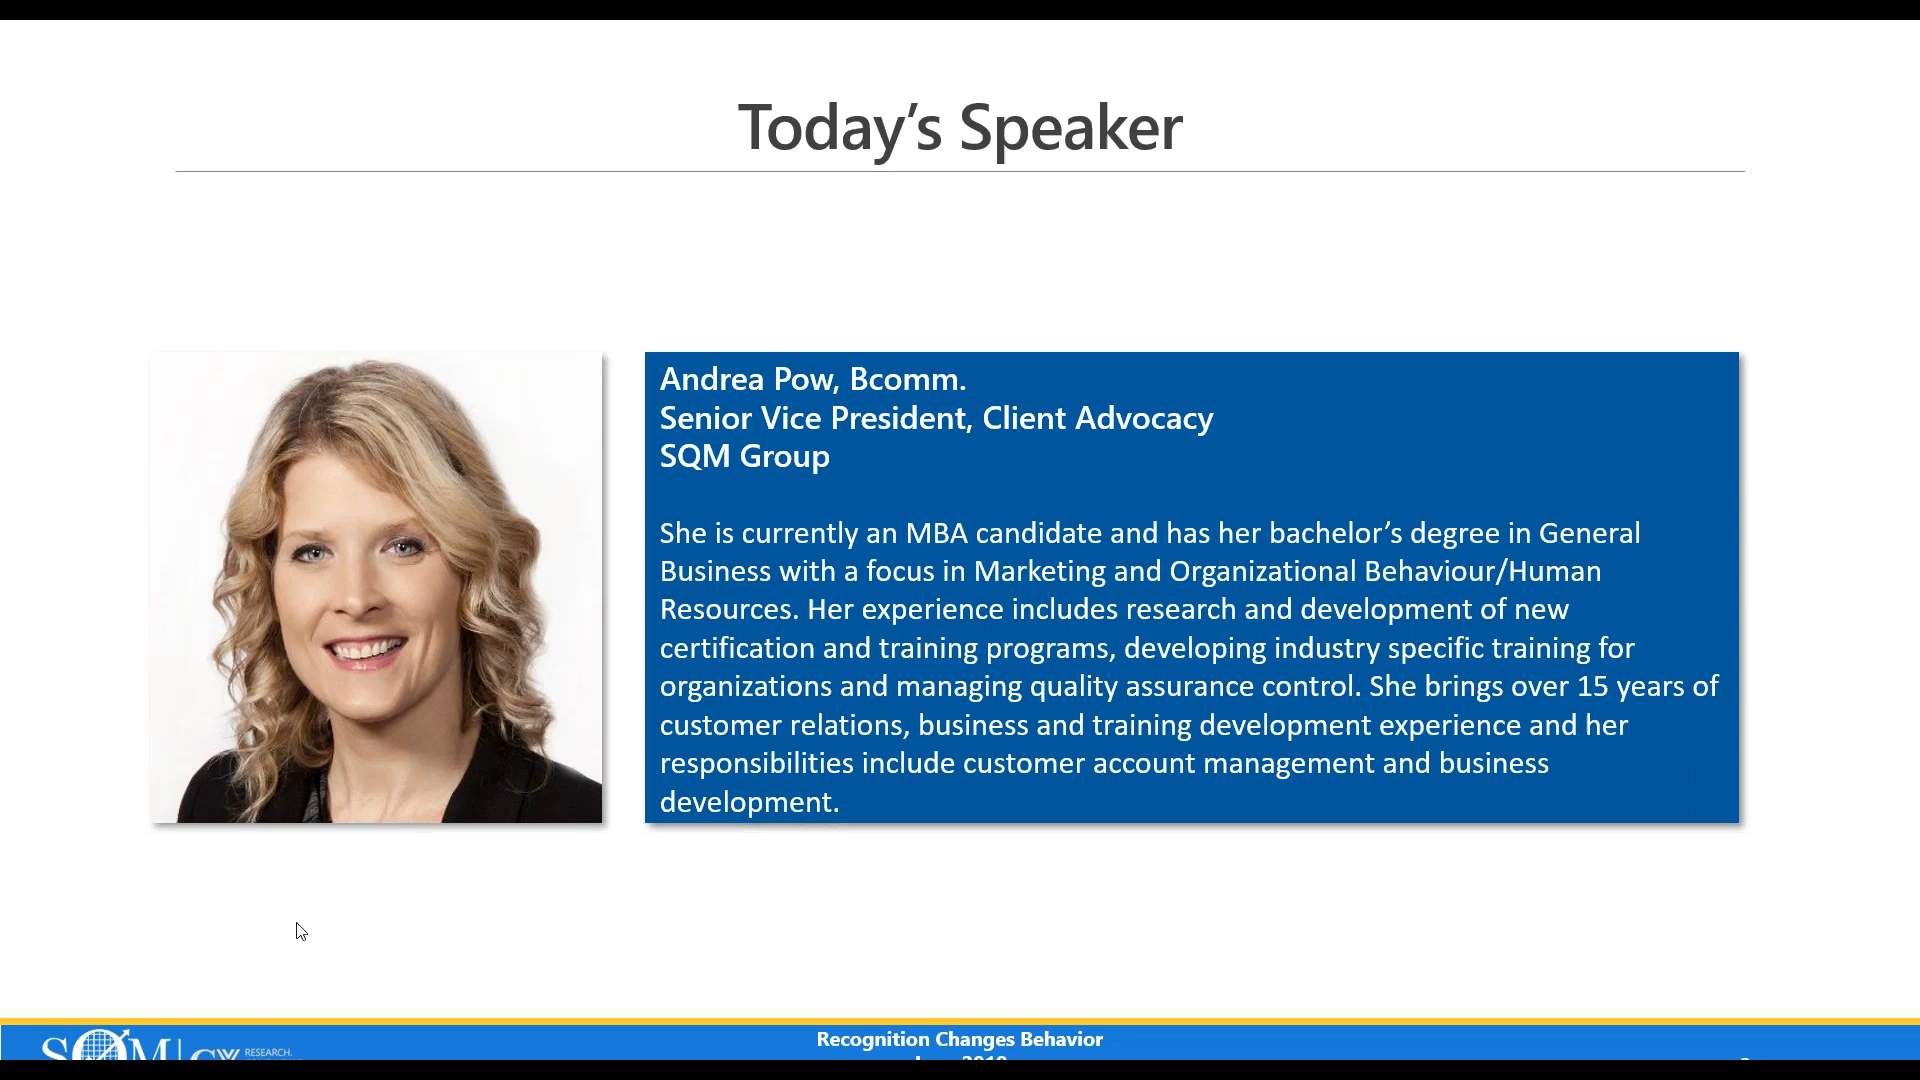 Today’s Speaker
Andrea Pow, Bcomm.
Senior Vice President, Client Advocacy
SQM Group
She is currently an MBA candidate and has her bachelor’s degree in General
Business with a focus in Marketing and Organizational Behaviour/Human
Resources. Her experience includes research and development of new
certification and training programs, developing industry specific training for
organizations and managing quality assurance control. She brings over 15 years of
customer relations, business and training development experience and her
responsibilities include customer account management and business
development.
SQM
RESEARCH.
Recognition Changes Behavior